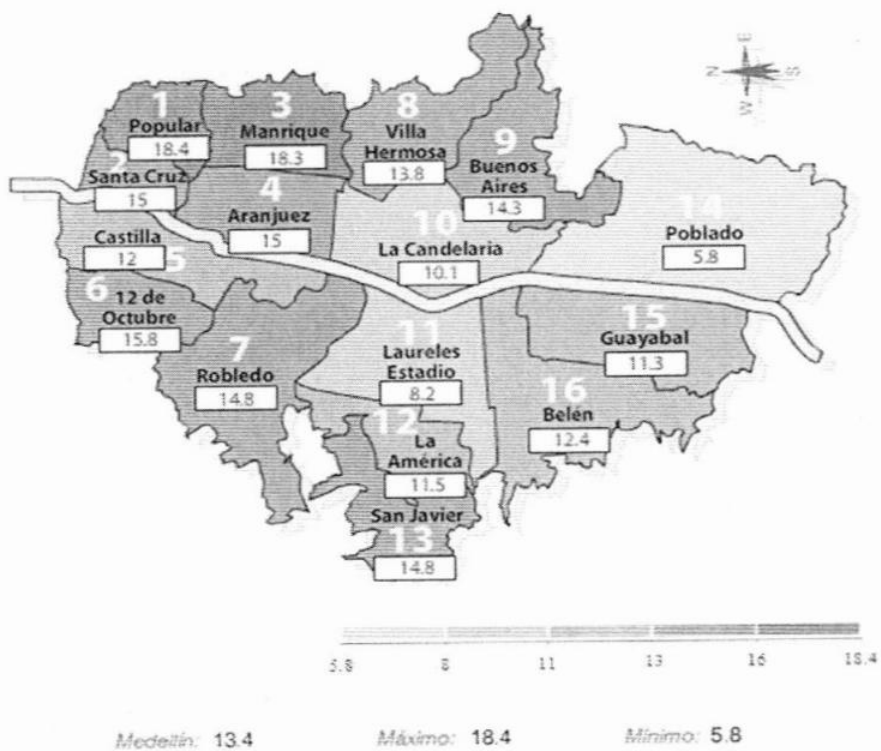 N
E
S
W
1
Popular
18.4
3
Manrique
18.3
8
Villa
Hermosa
13.8
9
Buenos
Aires
14.3
2
Santa Cruz
15
4
Aranjuez
15
10
La Candelaria
10.1
14
Poblado
5.8
Castilla
12
5
6
12 de
Octubre
15.8
7
Robledo
14.8
11
Laureles
Estadio
8.2
15
Guayabal
11.3
16
Belén
12.4
12
La
América
11.5
San Javier
13
14.8
5.8 8 11 13 16 18.4
Medellín: 13.4 Máximo: 18.4 Mínimo: 5.8